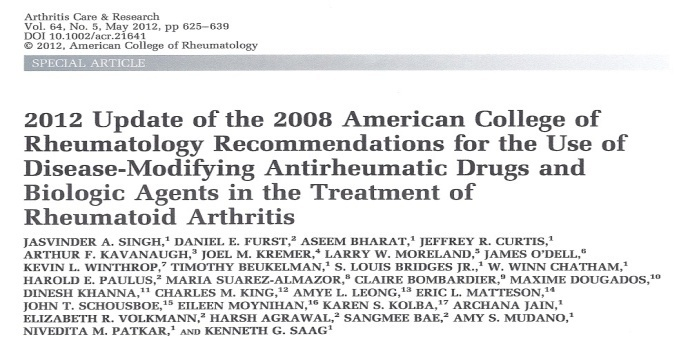 Arthritis Care & Research
Vol. 64, No. 5, May 2012, pp 625–639
DOI 10.1002/acr.21641
© 2012, American College of Rheumatology
SPECIAL ARTICLE
2012 Update of the 2008 American College of
Rheumatology Recommendations for the Use of
Disease-Modifying Antirheumatic Drugs and
Biologic Agents in the Treatment of
Rheumatoid Arthritis
JASVINDER A. SINGH,¹ DANIEL E. FURST,² ASEEM BHARAT,¹ JEFFREY R. CURTIS,¹
ARTHUR F. KAVANAUGH,³ JOEL M. KREMER,⁴ LARRY W. MORELAND,⁵ JAMES O'DELL,⁶
KEVIN L. WINTHROP,⁷ TIMOTHY BEUKELMAN,¹ S. LOUIS BRIDGES JR.,¹ W. WINN CHATHAM,¹
HAROLD E. PAULUS,² MARIA SUAREZ-ALMAZOR,⁸ CLAIRE BOMBARDIER,⁹ MAXIME DOUGADOS,¹⁰
DINESH KHANNA,¹¹ CHARLES M. KING,¹² AMYE L. LEONG,¹³ ERIC L. MATTESON,¹⁴
JOHN T. SCHOUSBOE,¹⁵ EILEEN MOYNIHAN,¹⁶ KAREN S. KOLBA,¹⁷ ARCHANA JAIN,¹
ELIZABETH R. VOLKMANN,² HARSH AGRAWAL,² SANGMEE BAE,² AMY S. MUDANO,¹
NIVEDITA M. PATKAR,¹ AND KENNETH G. SAAG¹